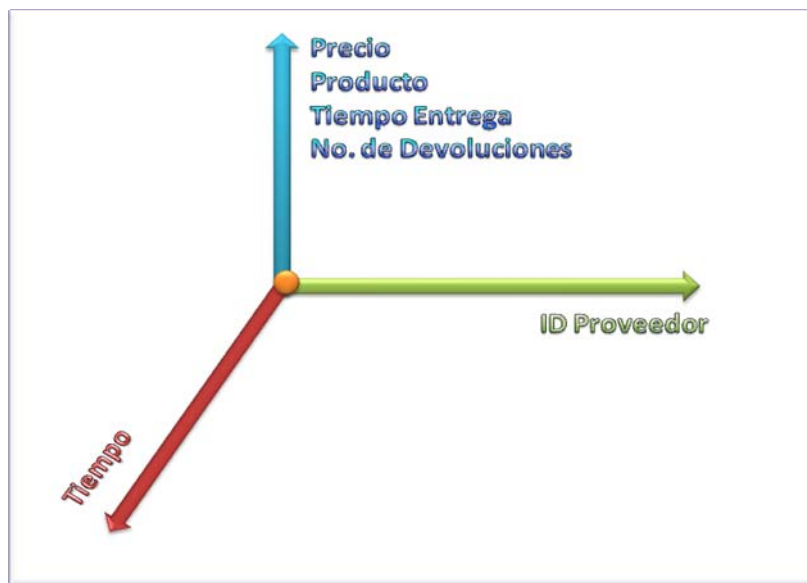 Precio
Producto
Tiempo Entrega
No. de Devoluciones
ID Proveedor
Tiempo